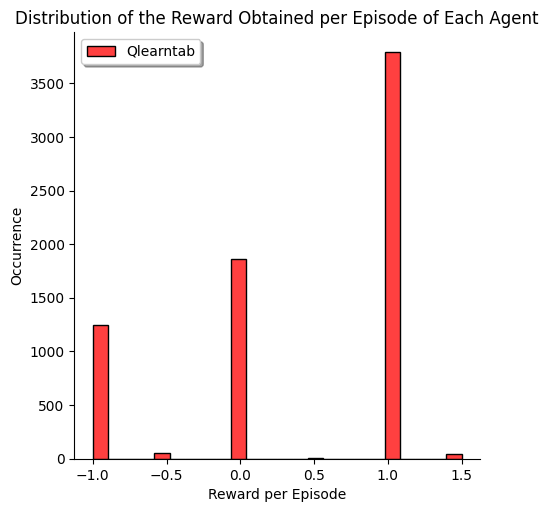 Distribution of the Reward Obtained per Episode of Each Agent
Qlearntab
3500
3000
2500
2000
1500
1000
500
0
−1.0 −0.5 0.0 0.5 1.0 1.5
Occurrence
Reward per Episode